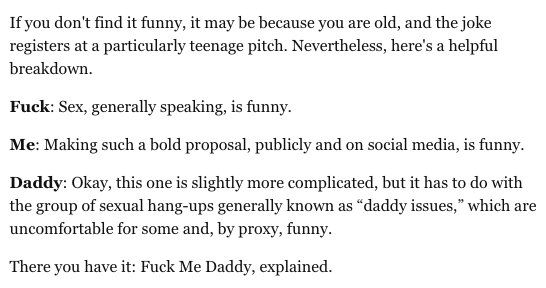 If you don't find it funny, it may be because you are old, and the joke
registers at a particularly teenage pitch. Nevertheless, here's a helpful
breakdown.
Fuck: Sex, generally speaking, is funny.
Me: Making such a bold proposal, publicly and on social media, is funny.
Daddy: Okay, this one is slightly more complicated, but it has to do with
the group of sexual hang-ups generally known as “daddy issues,” which are
uncomfortable for some and, by proxy, funny.
There you have it: Fuck Me Daddy, explained.